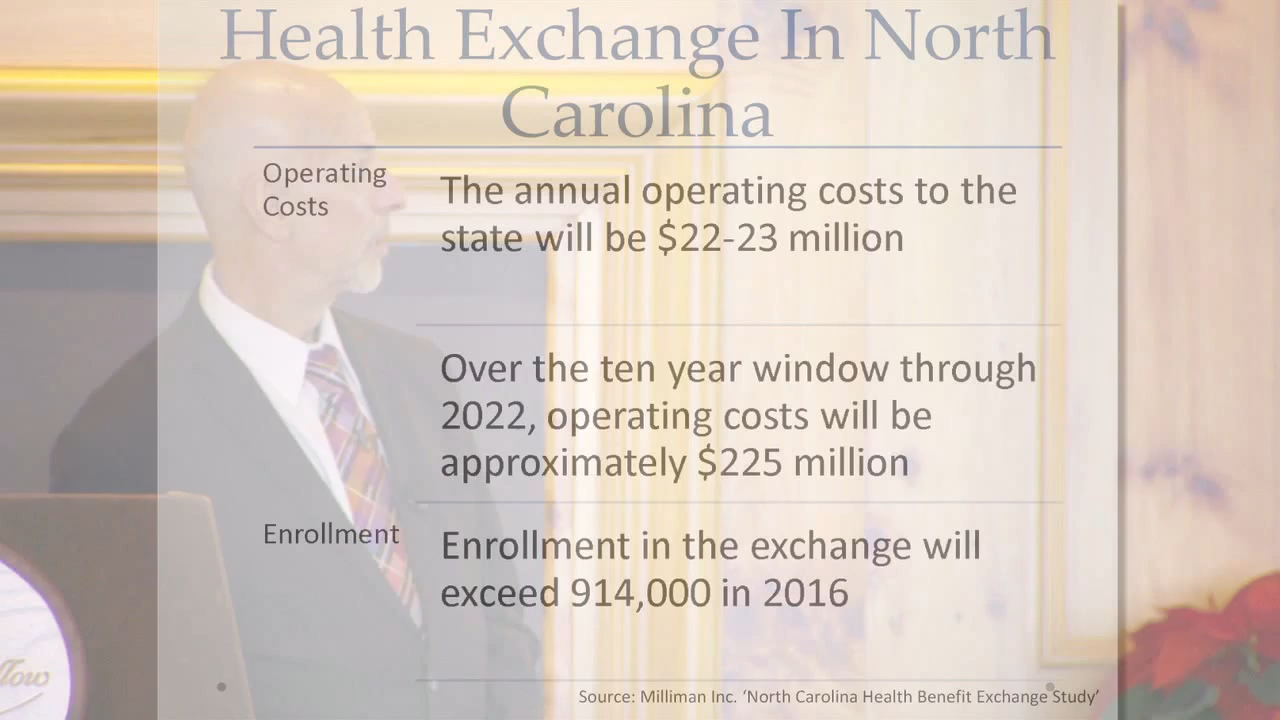 Health Exchange In North
Carolina
Operating
Costs
The annual operating costs to the
state will be $22-23 million
Over the ten year window through
2022, operating costs will be
approximately $225 million
Enrollment
Enrollment in the exchange will
exceed 914,000 in 2016
Source: Milliman Inc. ‘North Carolina Health Benefit Exchange Study’